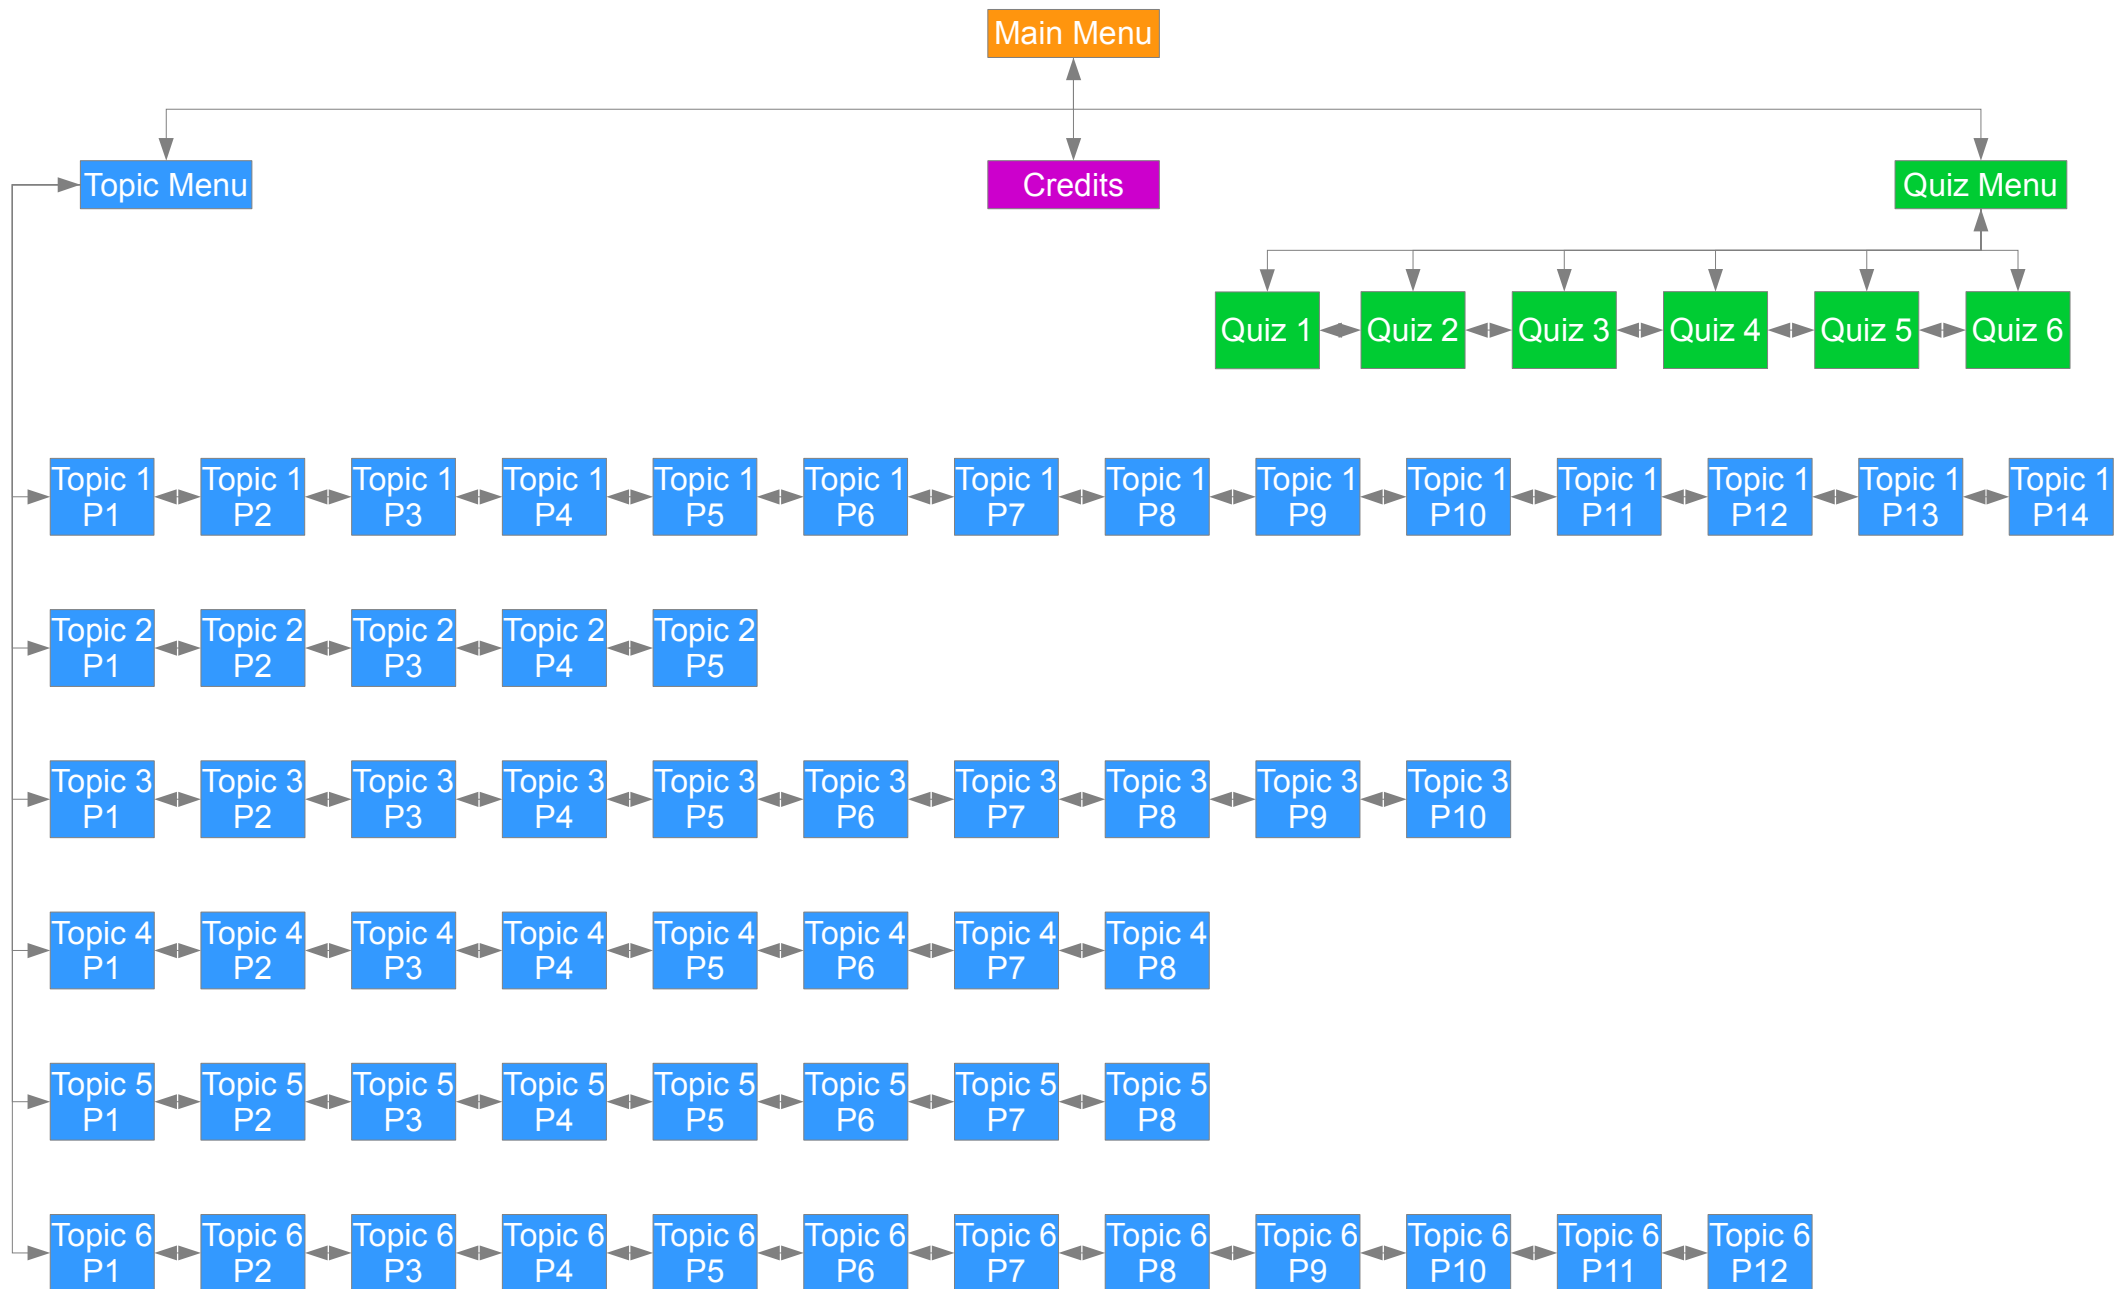 Main Menu
Topic Menu
Credits
Quiz Menu
Quiz 1
Quiz 2
Quiz 3
Quiz 4
Quiz 5
Quiz 6
Topic 1
P1
Topic 1
P2
Topic 1
P3
Topic 1
P4
Topic 1
P5
Topic 1
P6
Topic 1
P7
Topic 1
P8
Topic 1
P9
Topic 1
P10
Topic 1
P11
Topic 1
P12
Topic 1
P13
Topic 1
P14
Topic 2
P1
Topic 2
P2
Topic 2
P3
Topic 2
P4
Topic 2
P5
Topic 3
P1
Topic 3
P2
Topic 3
P3
Topic 3
P4
Topic 3
P5
Topic 3
P6
Topic 3
P7
Topic 3
P8
Topic 3
P9
Topic 3
P10
Topic 4
P1
Topic 4
P2
Topic 4
P3
Topic 4
P4
Topic 4
P5
Topic 4
P6
Topic 4
P7
Topic 4
P8
Topic 5
P1
Topic 5
P2
Topic 5
P3
Topic 5
P4
Topic 5
P5
Topic 5
P6
Topic 5
P7
Topic 5
P8
Topic 6
P1
Topic 6
P2
Topic 6
P3
Topic 6
P4
Topic 6
P5
Topic 6
P6
Topic 6
P7
Topic 6
P8
Topic 6
P9
Topic 6
P10
Topic 6
P11
Topic 6
P12